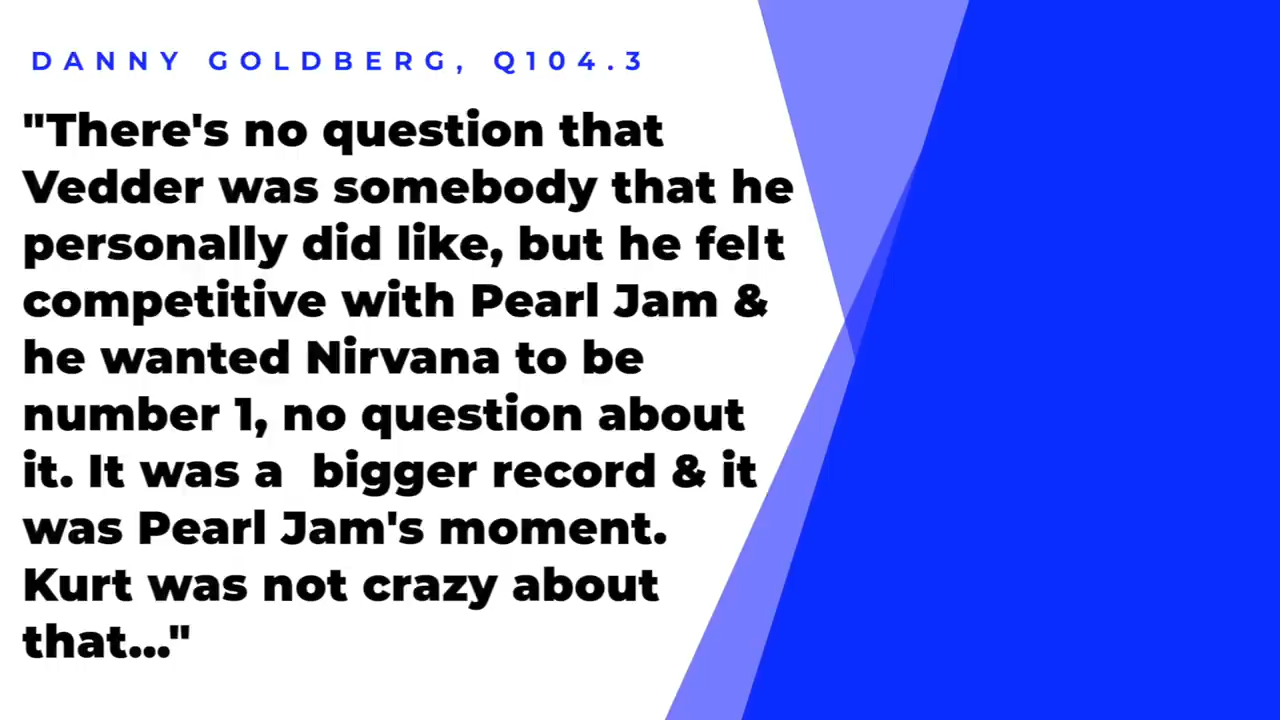 DANNY GOLDBERG, Q104.3
"There's no question that
Vedder was somebody that he
personally did like, but he felt
competitive with Pearl Jam &
he wanted Nirvana to be
number 1, no question about
it. It was a  bigger record & it
was Pearl Jam's moment.
Kurt was not crazy about
that..."